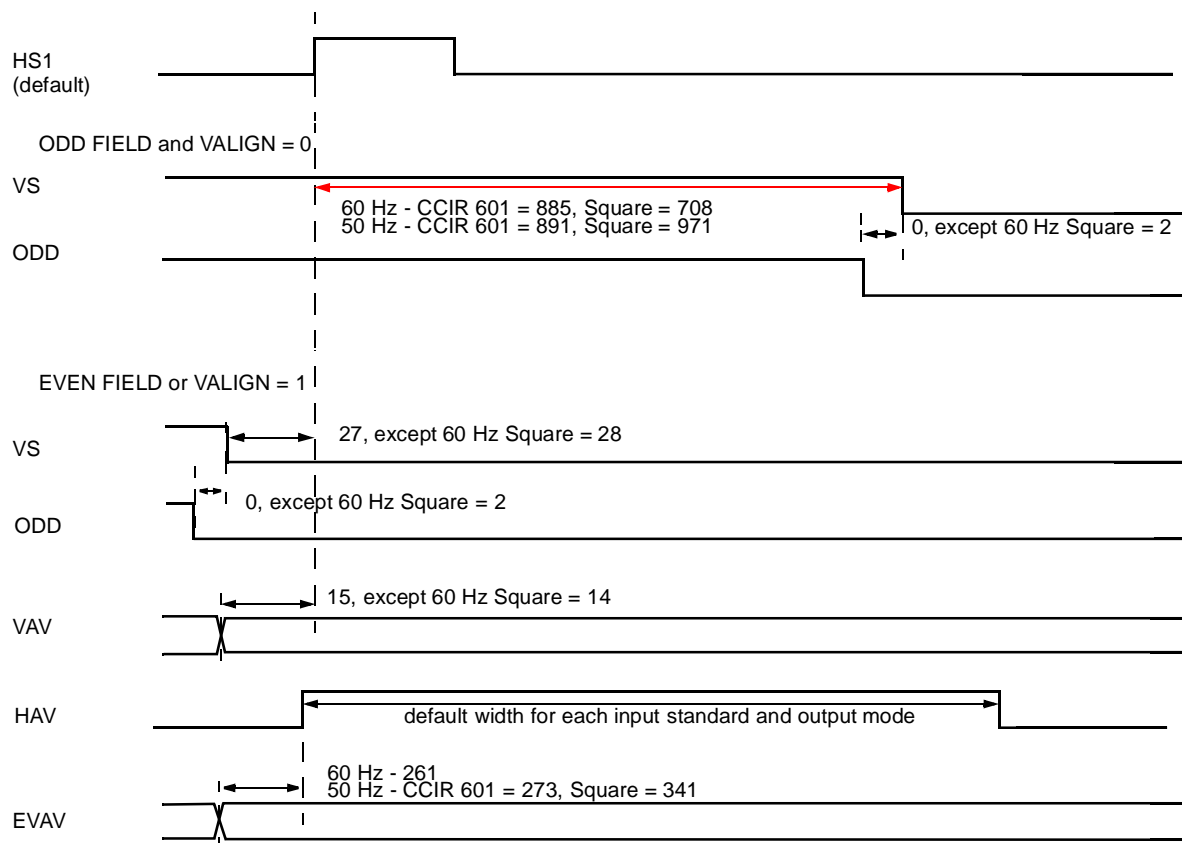 HS1
(default)
ODD FIELD and VALIGN = 0
VS
60 Hz - CCIR 601 = 885, Square = 708
50 Hz - CCIR 601 = 891, Square = 971
0, except 60 Hz Square = 2
ODD
EVEN FIELD or VALIGN = 1
27, except 60 Hz Square = 28
VS
0, except 60 Hz Square = 2
ODD
15, except 60 Hz Square = 14
VAV
HAV
default width for each input standard and output mode
60 Hz - 261
50 Hz - CCIR 601 = 273, Square = 341
EVAV